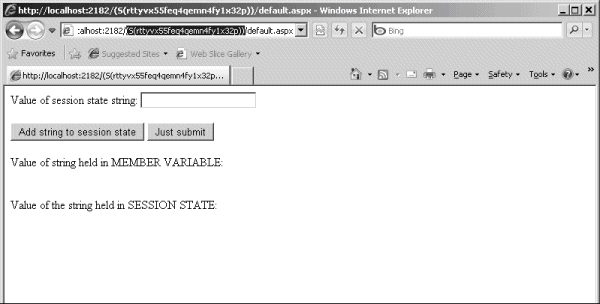 http://localhost:2182/(S(rttyvx55feq4qemn4fy1x32p))/default.aspx - Windows Internet Explorer
:alhost:2182/(S(rttyvx55feq4qemn4fy1x32p))/default.aspx
Bing
Favorites
Suggested Sites
Web Slice Gallery
http://localhost:2182/(S(rttyvx55feq4qemn4fy1x32p...
Page
Safety
Tools
Value of session state string:
Add string to session state
Just submit
Value of string held in MEMBER VARIABLE:
Value of the string held in SESSION STATE: